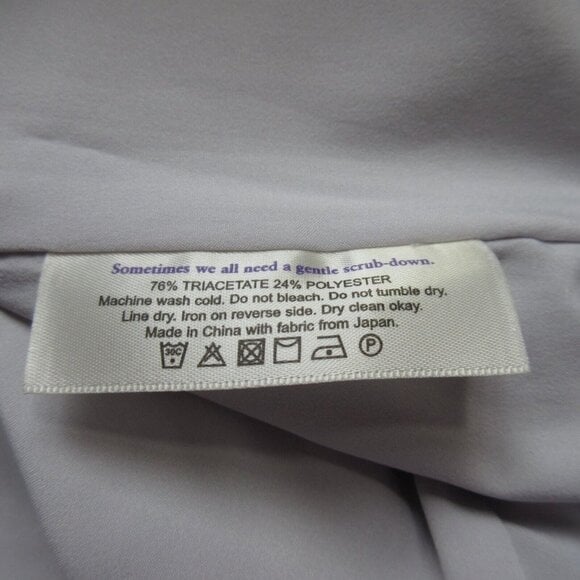 Sometimes we all need a gentle scrub-down.
76% TRIACETATE 24% POLYESTER
Machine wash cold. Do not bleach. Do not tumble dry.
Line dry. Iron on reverse side. Dry clean okay.
Made in China with fabric from Japan.
30C P